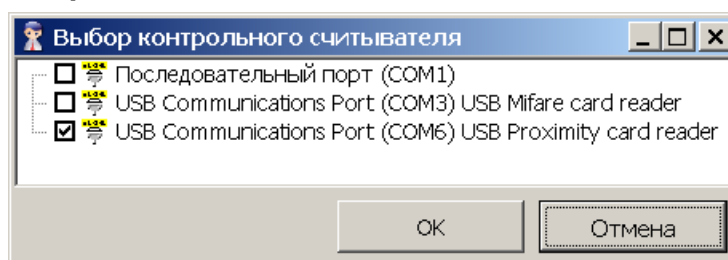 Выбор контрольного считывателя
Последовательный порт (COM1)
USB Communications Port (COM3) USB Mifare card reader
USB Communications Port (COM6) USB Proximity card reader
OK
Отмена